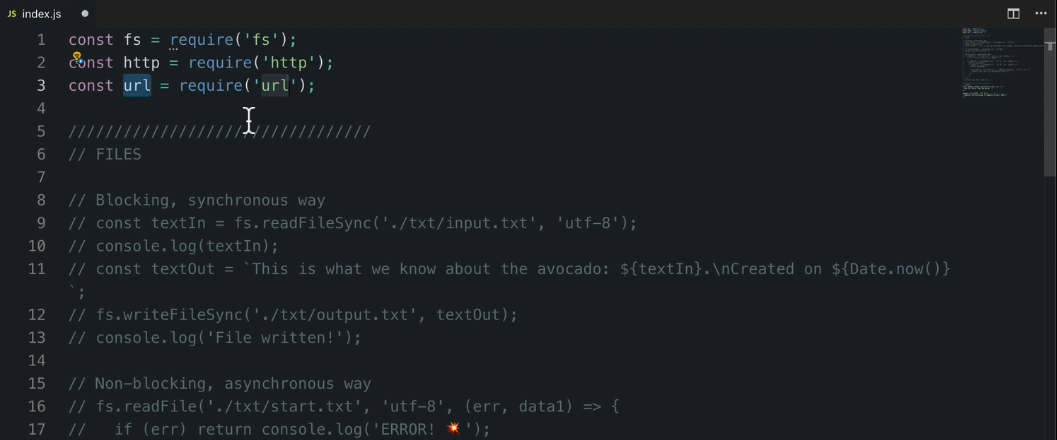 JS index.js
1 const fs = require('fs');
2 const http = require('http');
3 const url = require('url');
4
5 /////////////////////////////////
6 // FILES
7
8 // Blocking, synchronous way
9 // const textIn = fs.readFileSync('./txt/input.txt', 'utf-8');
10 // console.log(textIn);
11 // const textOut = `This is what we know about the avocado: ${textIn}.\nCreated on ${Date.now()}
`;
12 // fs.writeFileSync('./txt/output.txt', textOut);
13 // console.log('File written!');
14
15 // Non-blocking, asynchronous way
16 // fs.readFile('./txt/start.txt', 'utf-8', (err, data1) => {
17 //   if (err) return console.log('ERROR! 💥');